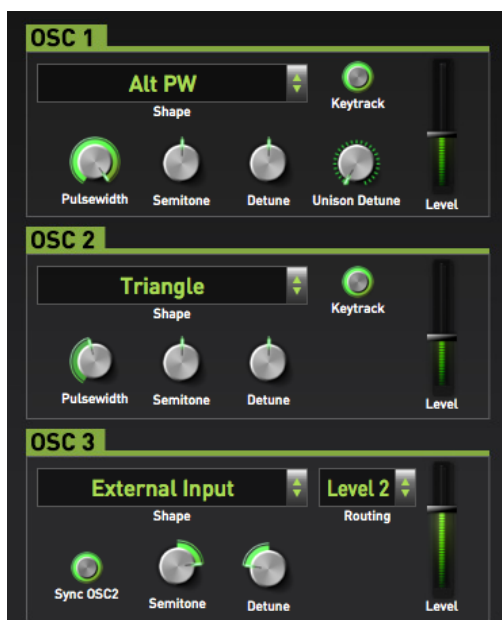 OSC 1
Alt PW
Shape
Keytrack
Pulsewidth Semitone Detune Unison Detune Level
OSC 2
Triangle
Shape
Keytrack
Pulsewidth Semitone Detune Level
OSC 3
External Input Level 2
Shape Routing
Sync OSC2 Semitone Detune Level